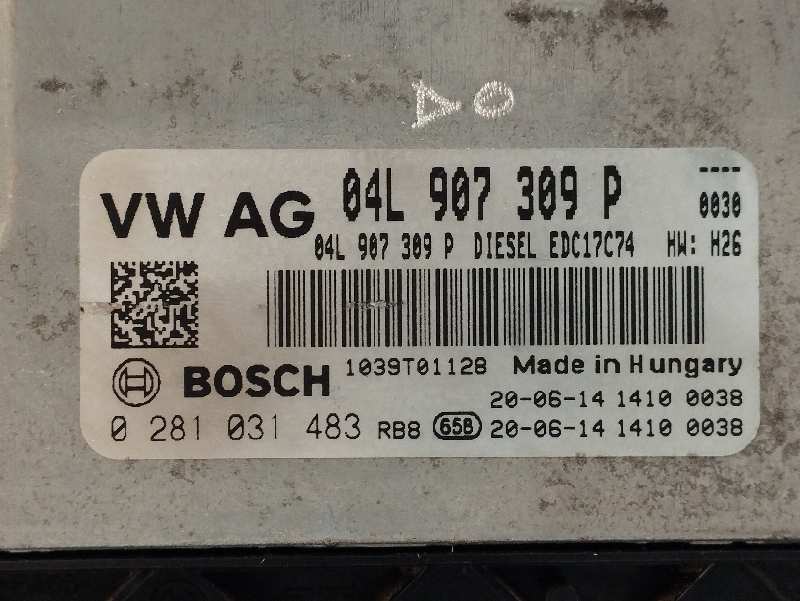 ----
VW AG 04L 907 309 P 0030
04L 907 309 P DIESEL EDC17C74 HW: H26
BOSCH 1039T01128 Made in Hungary
20-06-14 1410 0038
0 281 031 483 RB8 65B 20-06-14 1410 0038